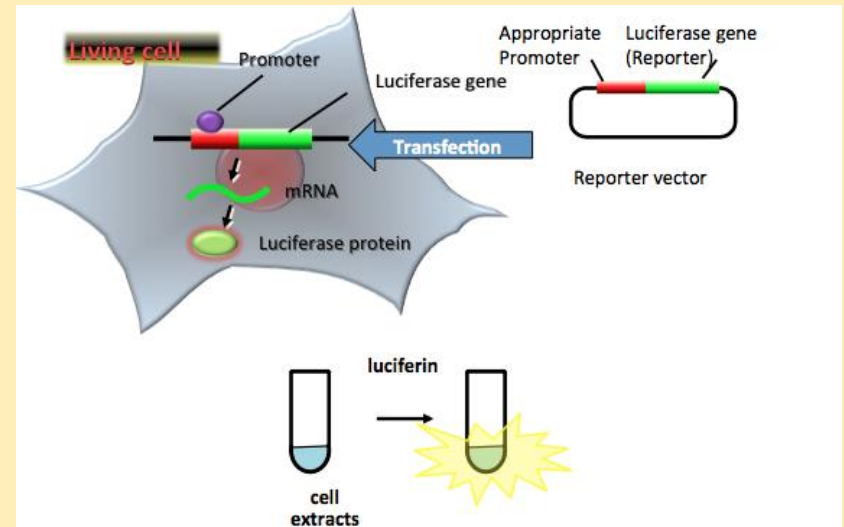 Living cell
Promoter
Luciferase gene
Transfection
mRNA
Luciferase protein
Appropriate
Promoter
Luciferase gene
(Reporter)
Reporter vector
luciferin
cell
extracts